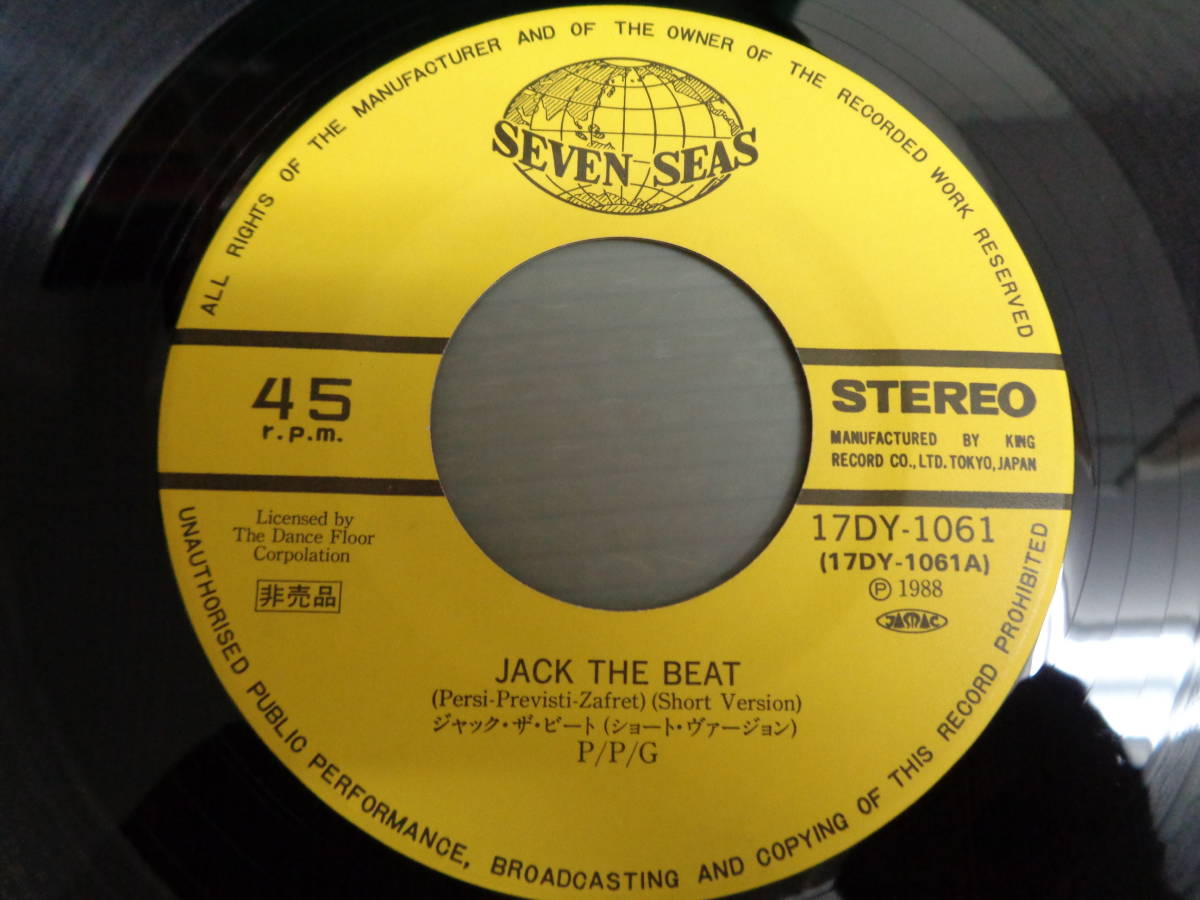 ALL RIGHTS OF THE MANUFACTURER AND OF THE OWNER OF THE RECORDED WORK RESERVED
SEVEN SEAS
45
r.p.m.
STEREO
MANUFACTURED BY KING
RECORD CO., LTD. TOKYO, JAPAN
Licensed by
The Dance Floor
Corpolation
非売品
17DY-1061
(17DY-1061A)
Ⓟ 1988
JASRAC
JACK THE BEAT
(Persi-Previsti-Zafret) (Short Version)
ジャック・ザ・ビート (ショート・ヴァージョン)
P/P/G
UNAUTHORISED PUBLIC PERFORMANCE, BROADCASTING AND COPYING OF THIS RECORD PROHIBITED